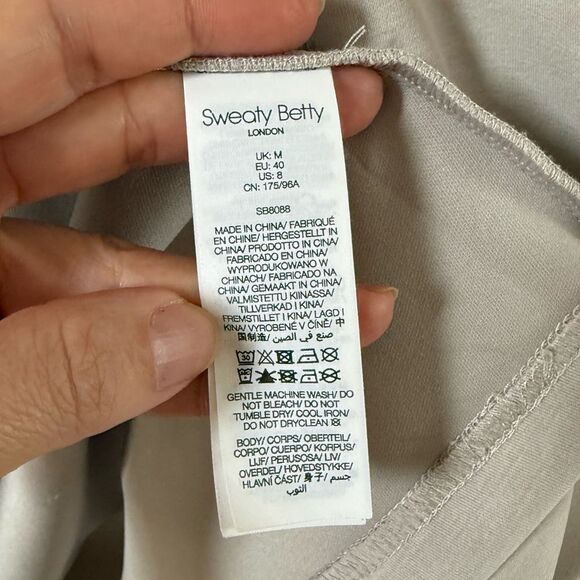 Sweaty Betty
LONDON
UK: M
EU: 40
US: 8
CN: 175/96A
SB8088
MADE IN CHINA/ FABRIQUÉ
EN CHINE/ HERGESTELLT IN
CHINA/ PRODOTTO IN CINA/
FABRICADO EN CHINA/
WYPRODUKOWANO W
CHINACH/ FABRICADO NA
CHINA/ GEMAAKT IN CHINA/
VALMISTETTU KIINASSA/
TILLVERKAD I KINA/
FREMSTILLET I KINA/ LAGD I
KINA/ VYROBENÉ V ČÍNĚ/ 中
国制造/ صنع في الصين/
30
GENTLE MACHINE WASH/ DO
NOT BLEACH/ DO NOT
TUMBLE DRY/ COOL IRON/
DO NOT DRYCLEAN
BODY/ CORPS/ OBERTEIL/
CORPO/ CUERPO/ KORPUS/
LIJF/ PERUSOSA/ LIV/
OVERDEL/ HOVEDSTYKKE/
HLAVNÍ ČÁST/ 身子/ جسم/
الثوب